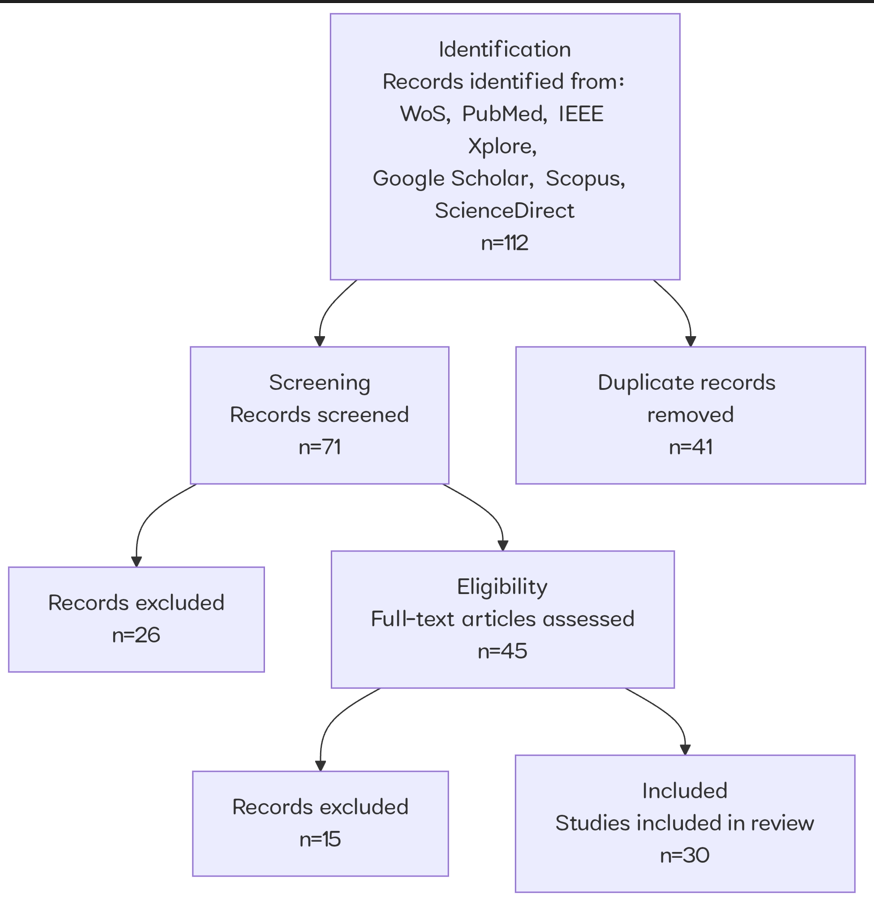 Identification
Records identified from:
WoS, PubMed, IEEE
Xplore,
Google Scholar, Scopus,
ScienceDirect
n=112
Screening
Records screened
n=71
Duplicate records
removed
n=41
Records excluded
n=26
Eligibility
Full-text articles assessed
n=45
Records excluded
n=15
Included
Studies included in review
n=30